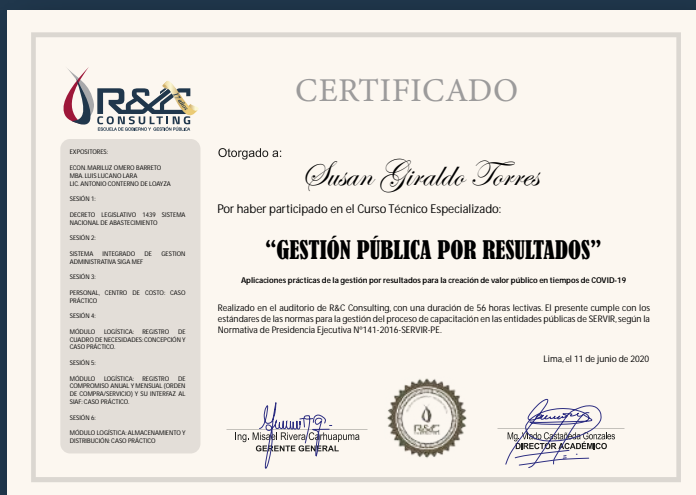 R&C
CONSULTING
ESCUELA DE GOBIERNO Y GESTIÓN PÚBLICA
CERTIFICADO
EXPOSITORES:
ECON. MARILUZ OMERO BARRETO
MBA. LUIS LUCANO LARA
LIC. ANTONIO CONTERNO DE LOAYZA
SESIÓN 1:
DECRETO LEGISLATIVO 1439 SISTEMA
NACIONAL DE ABASTECIMIENTO
SESIÓN 2:
SISTEMA INTEGRADO DE GESTION
ADMINISTRATIVA SIGA MEF
SESIÓN 3:
PERSONAL, CENTRO DE COSTO: CASO
PRÁCTICO
SESIÓN 4:
MÓDULO LOGÍSTICA: REGISTRO DE
CUADRO DE NECESIDADES: CONCEPCIÓN Y
CASO PRÁCTICO.
SESIÓN 5:
MÓDULO LOGÍSTICA: REGISTRO DE
COMPROMISO ANUAL Y MENSUAL (ORDEN
DE COMPRA/SERVICIO) Y SU INTERFAZ AL
SIAF: CASO PRÁCTICO.
SESIÓN 6:
MÓDULO LOGÍSTICA: ALMACENAMIENTO Y
DISTRIBUCIÓN: CASO PRÁCTICO
Otorgado a:
Susan Giraldo Torres
Por haber participado en el Curso Técnico Especializado:
“GESTIÓN PÚBLICA POR RESULTADOS”
Aplicaciones prácticas de la gestión por resultados para la creación de valor público en tiempos de COVID-19
Realizado en el auditorio de R&C Consulting, con una duración de 56 horas lectivas. El presente cumple con los
estándares de las normas para la gestión del proceso de capacitación en las entidades públicas de SERVIR, según la
Normativa de Presidencia Ejecutiva N°141-2016-SERVIR-PE.
Lima, el 11 de junio de 2020
Ing. Misael Rivera Carhuapuma
GERENTE GENERAL
R&C
Mg. Vlado Castañeda Gonzales
DIRECTOR ACADÉMICO